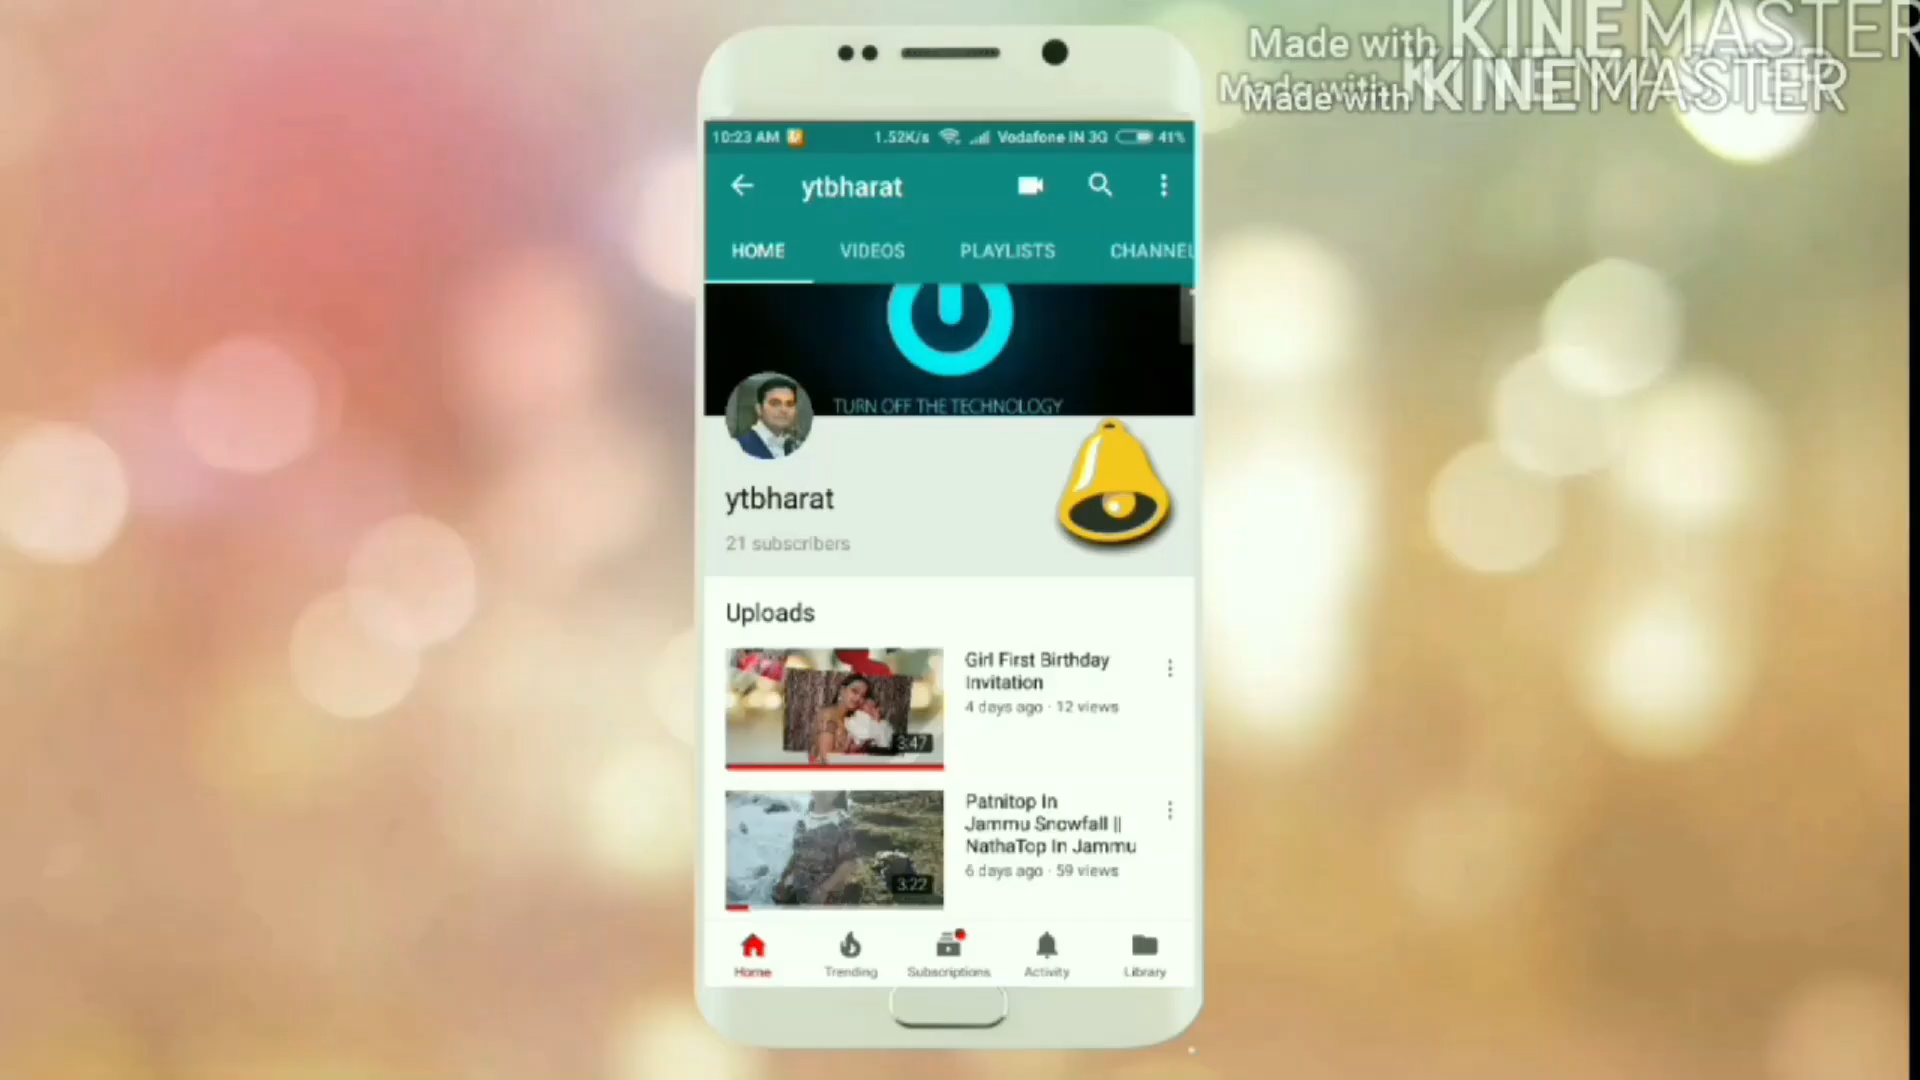 Made with KINEMASTER
Made with KINEMASTER
10:23 AM 1.52K/s Vodafone IN 3G 41%
ytbharat
HOME VIDEOS PLAYLISTS CHANNEL
TURN OFF THE TECHNOLOGY
ytbharat
21 subscribers
Uploads
Girl First Birthday
Invitation
4 days ago · 12 views
3:47
Patnitop In
Jammu Snowfall ||
NathaTop In Jammu
6 days ago · 59 views
3:22
Home Trending Subscriptions Activity Library